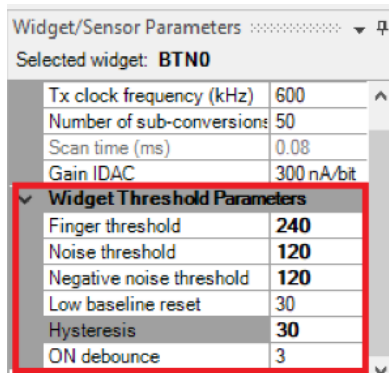 Widget/Sensor Parameters
Selected widget: BTN0
Tx clock frequency (kHz) 600
Number of sub-conversions 50
Scan time (ms) 0.08
Gain IDAC 300 nA/bit
Widget Threshold Parameters
Finger threshold 240
Noise threshold 120
Negative noise threshold 120
Low baseline reset 30
Hysteresis 30
ON debounce 3